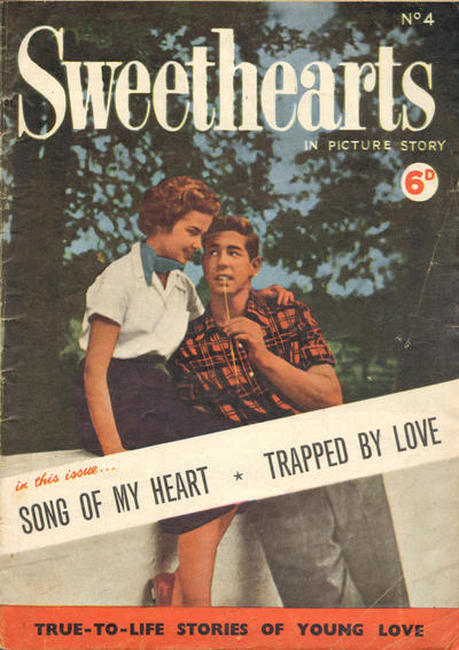 Nº4
Sweethearts
IN PICTURE STORY
6D
in this issue...
SONG OF MY HEART * TRAPPED BY LOVE
TRUE-TO-LIFE STORIES OF YOUNG LOVE